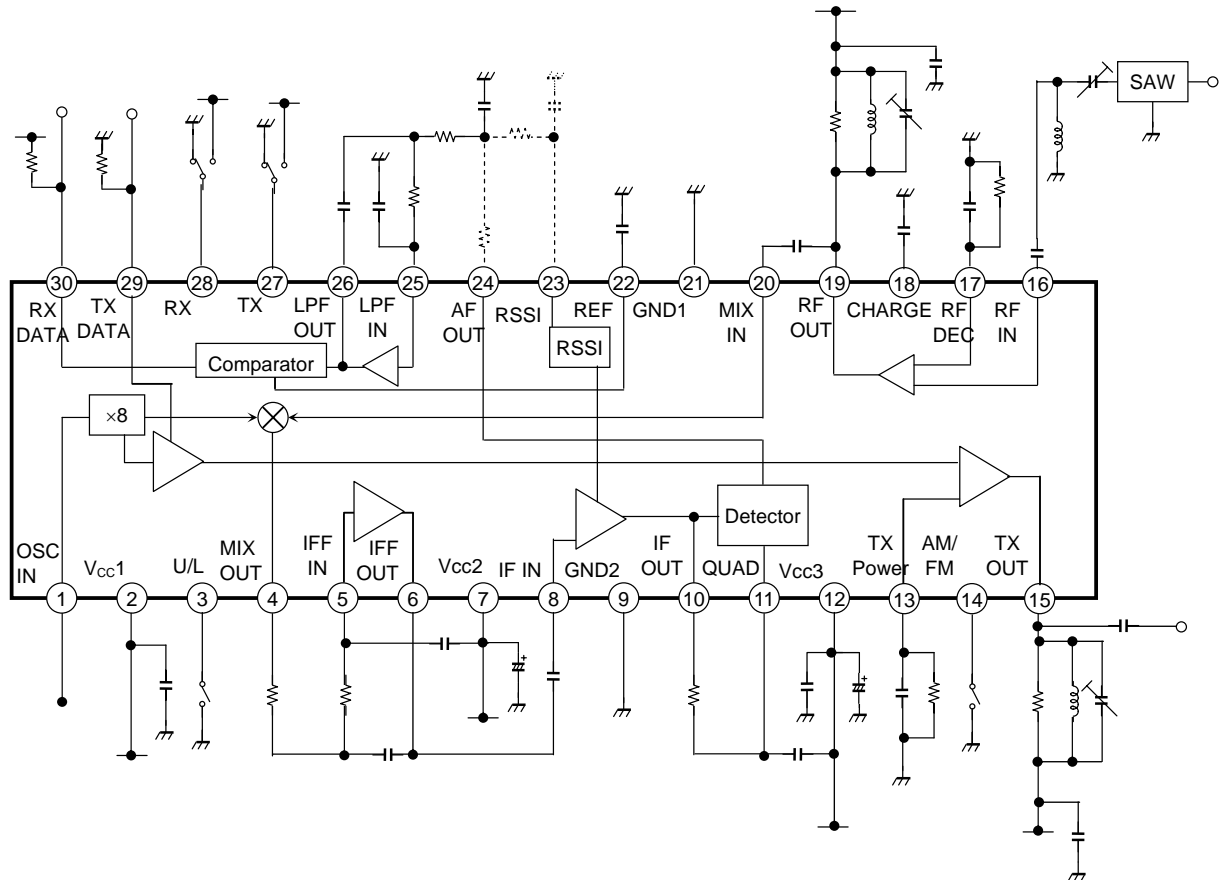 SAW
30 29 28 27 26 25 24 23 22 21 20 19 18 17 16
RX
DATA
TX
DATA
RX
TX
LPF
OUT
LPF
IN
AF
OUT
RSSI
REF
GND1
MIX
IN
RF
OUT
CHARGE
RF
DEC
RF
IN
RSSI
Comparator
×8
Detector
OSC
IN
VCC1
U/L
MIX
OUT
IFF
IN
IFF
OUT
Vcc2
IF IN
GND2
IF
OUT
QUAD
Vcc3
TX
Power
AM/
FM
TX
OUT
1 2 3 4 5 6 7 8 9 10 11 12 13 14 15
+
+